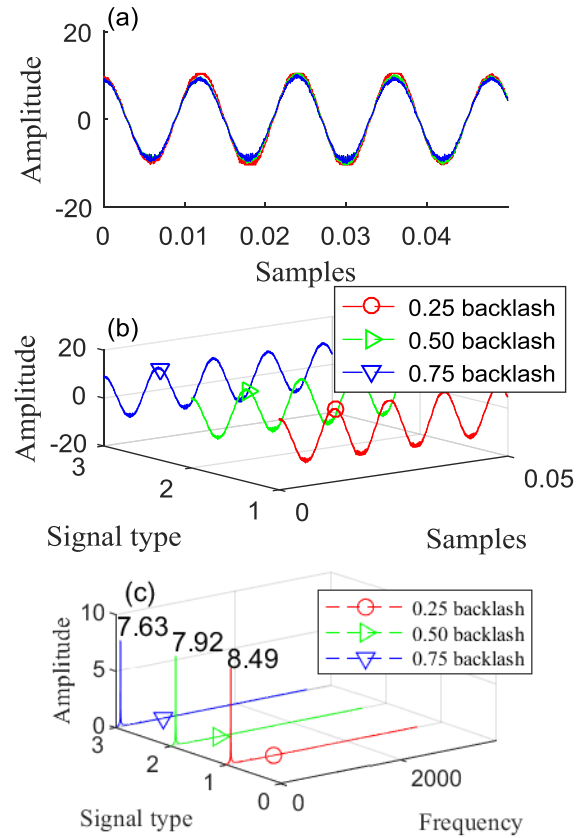 (a)
20
0
-20
Amplitude
0 0.01 0.02 0.03 0.04
Samples
(b)
0.25 backlash
0.50 backlash
0.75 backlash
20
0
-20
Amplitude
3
2
1
0
0.05
Signal type
Samples
(c)
0.25 backlash
0.50 backlash
0.75 backlash
10
5
0
Amplitude
7.63
7.92
8.49
3
2
1
0
0
2000
Signal type
Frequency